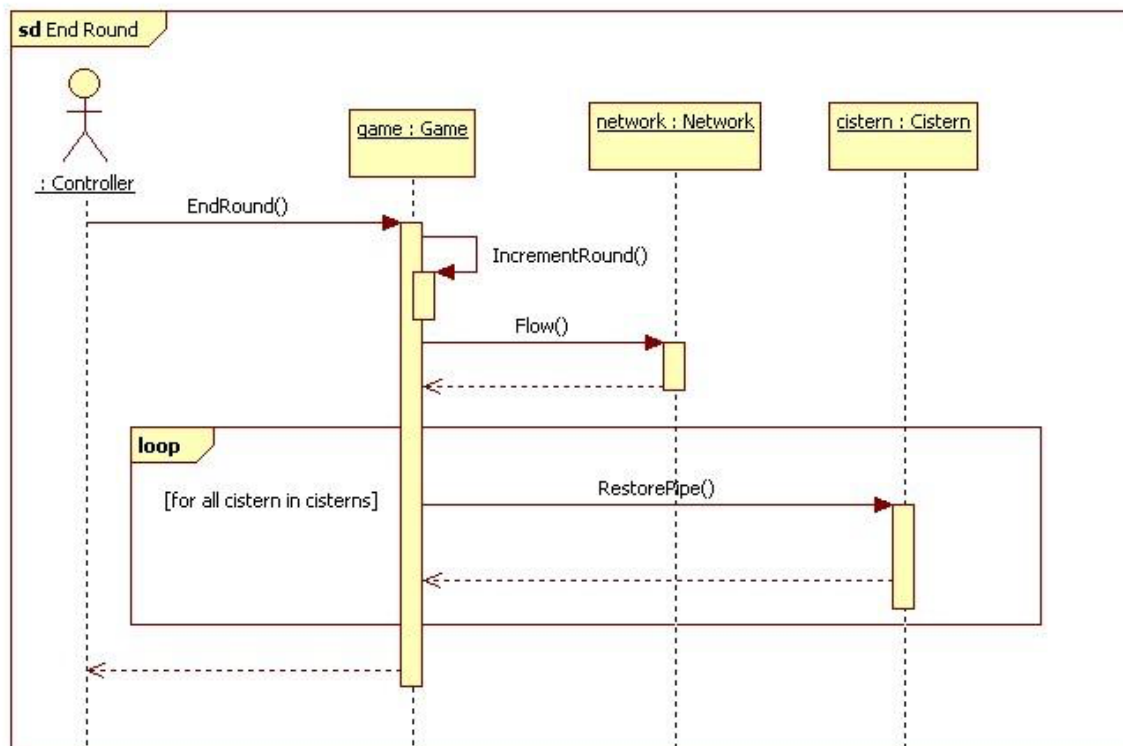 sd End Round
: Controller
game : Game
network : Network
cistern : Cistern
EndRound()
IncrementRound()
Flow()
loop
[for all cistern in cisterns]
RestorePipe()